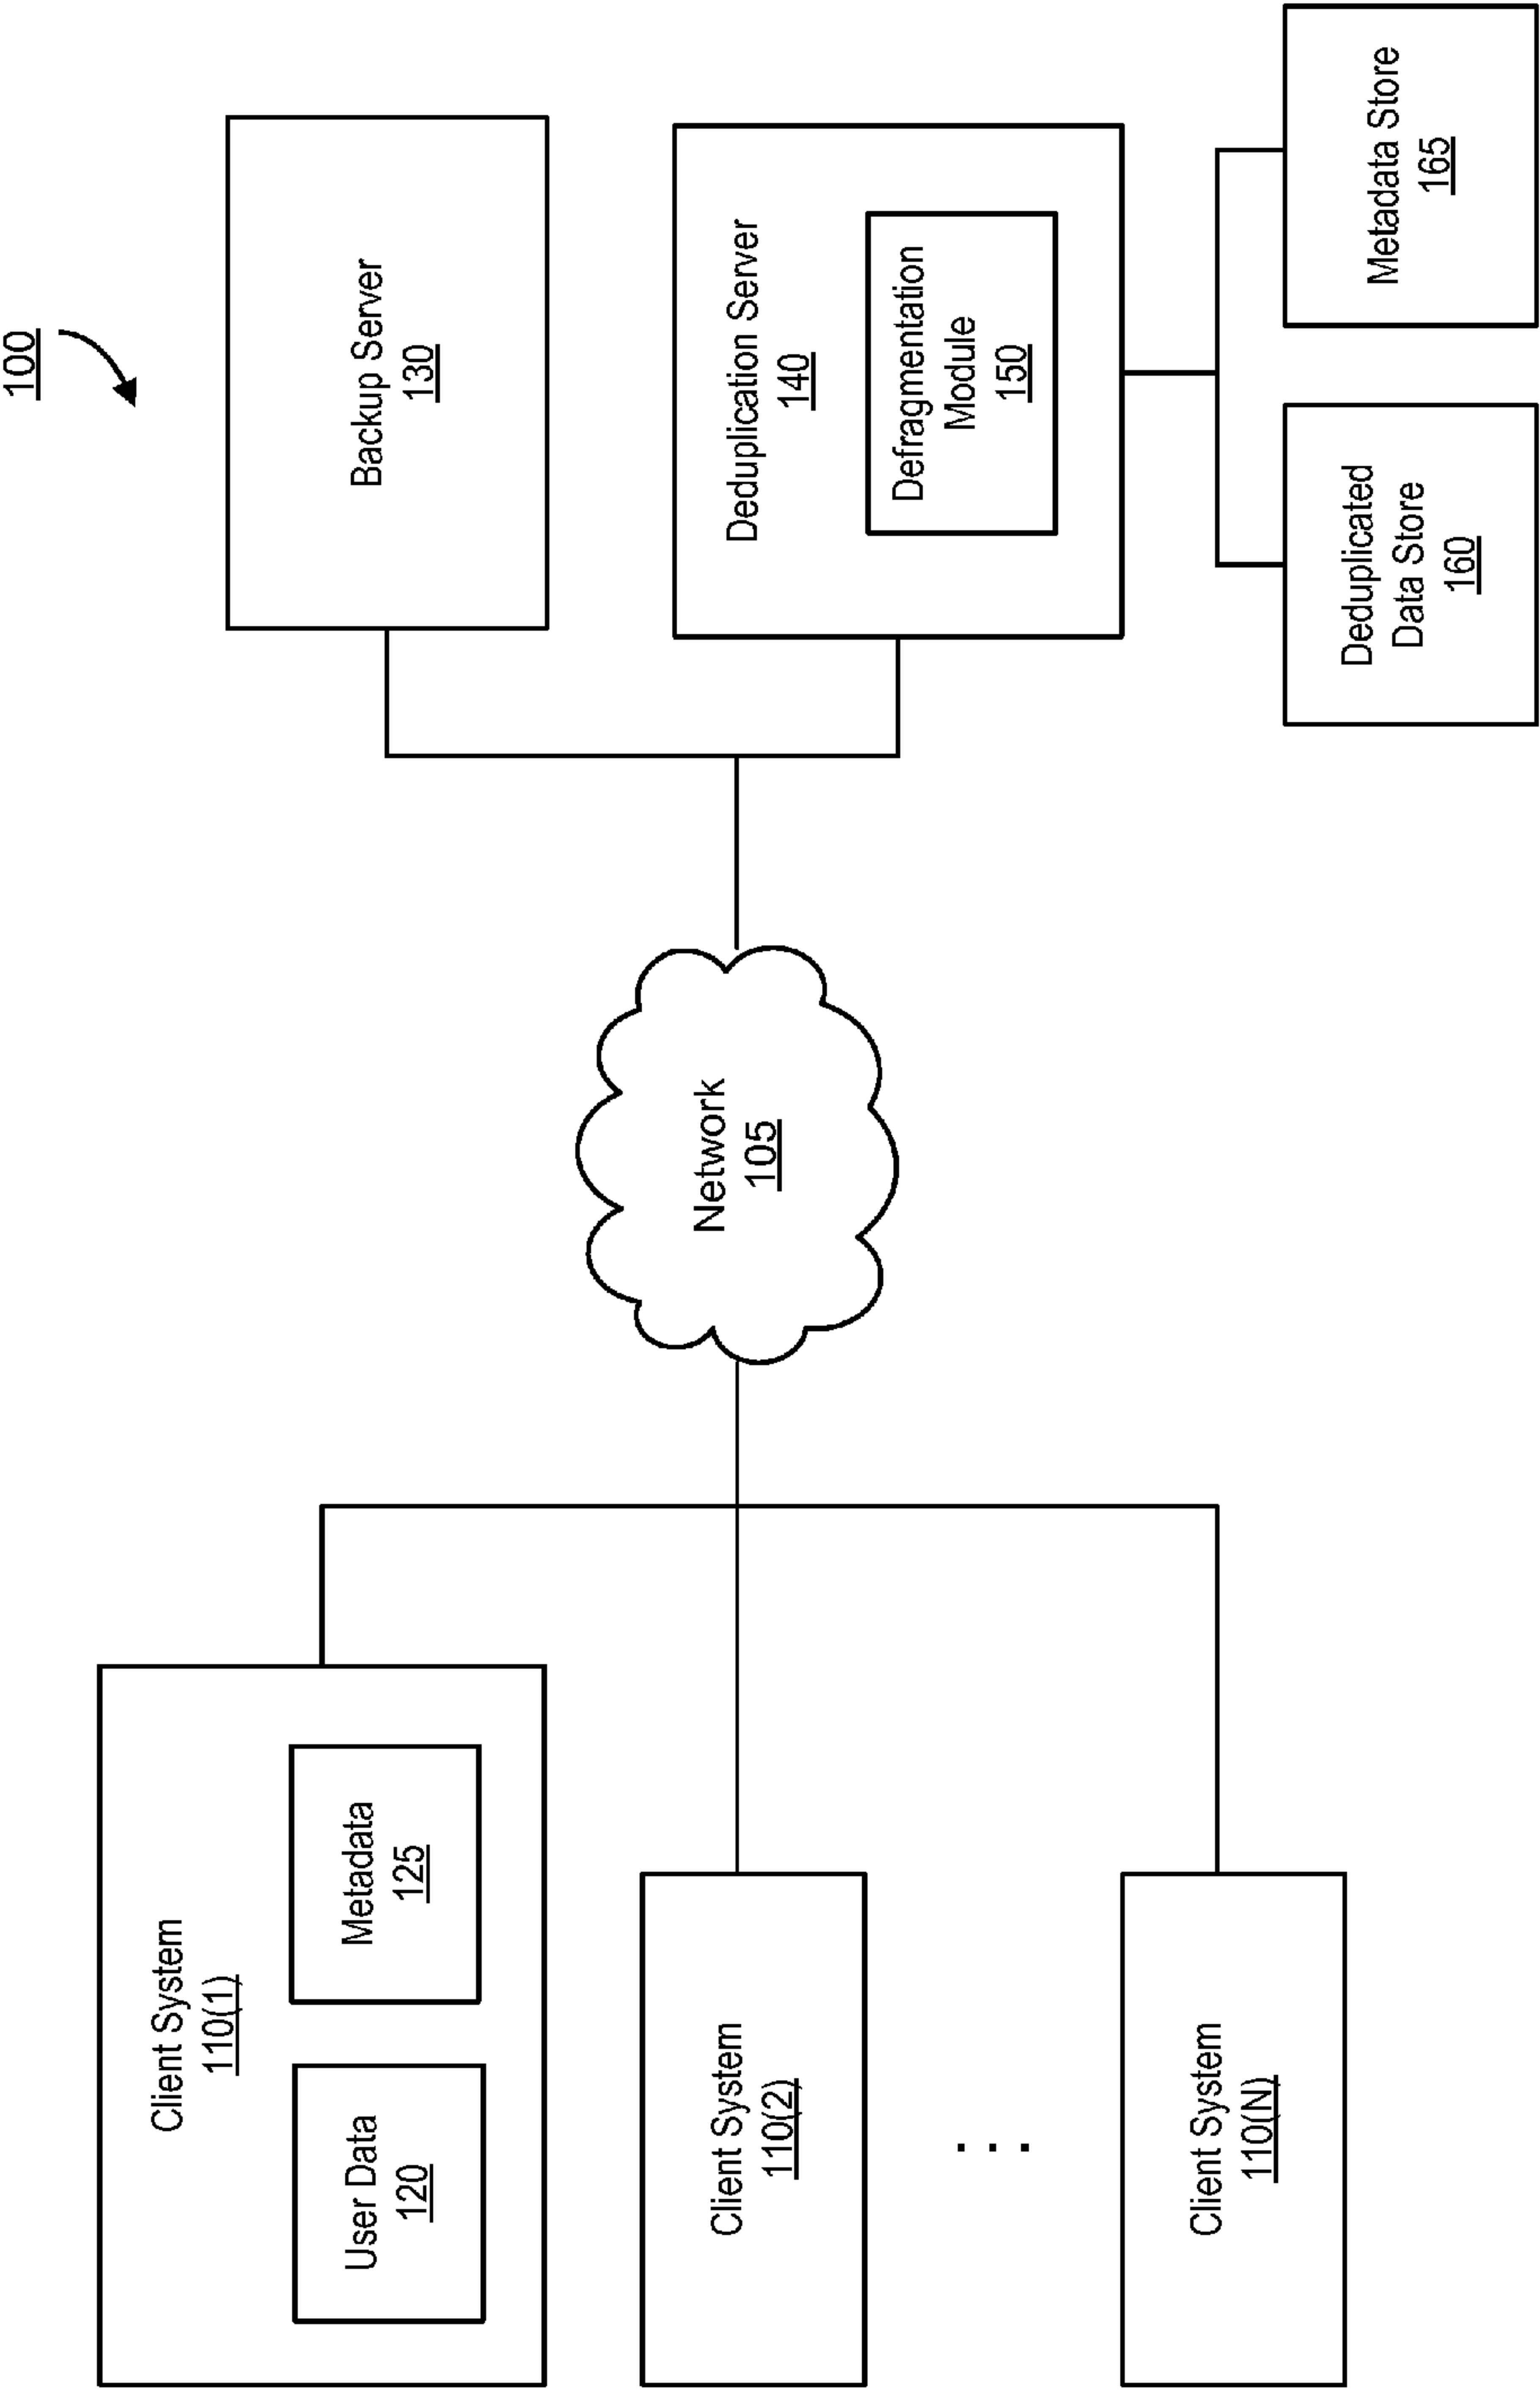 100
Client System
110(1)
User Data
120
Metadata
125
Client System
110(2)
. . .
Client System
110(N)
Network
105
Backup Server
130
Deduplication Server
140
Defragmentation
Module
150
Deduplicated
Data Store
160
Metadata Store
165